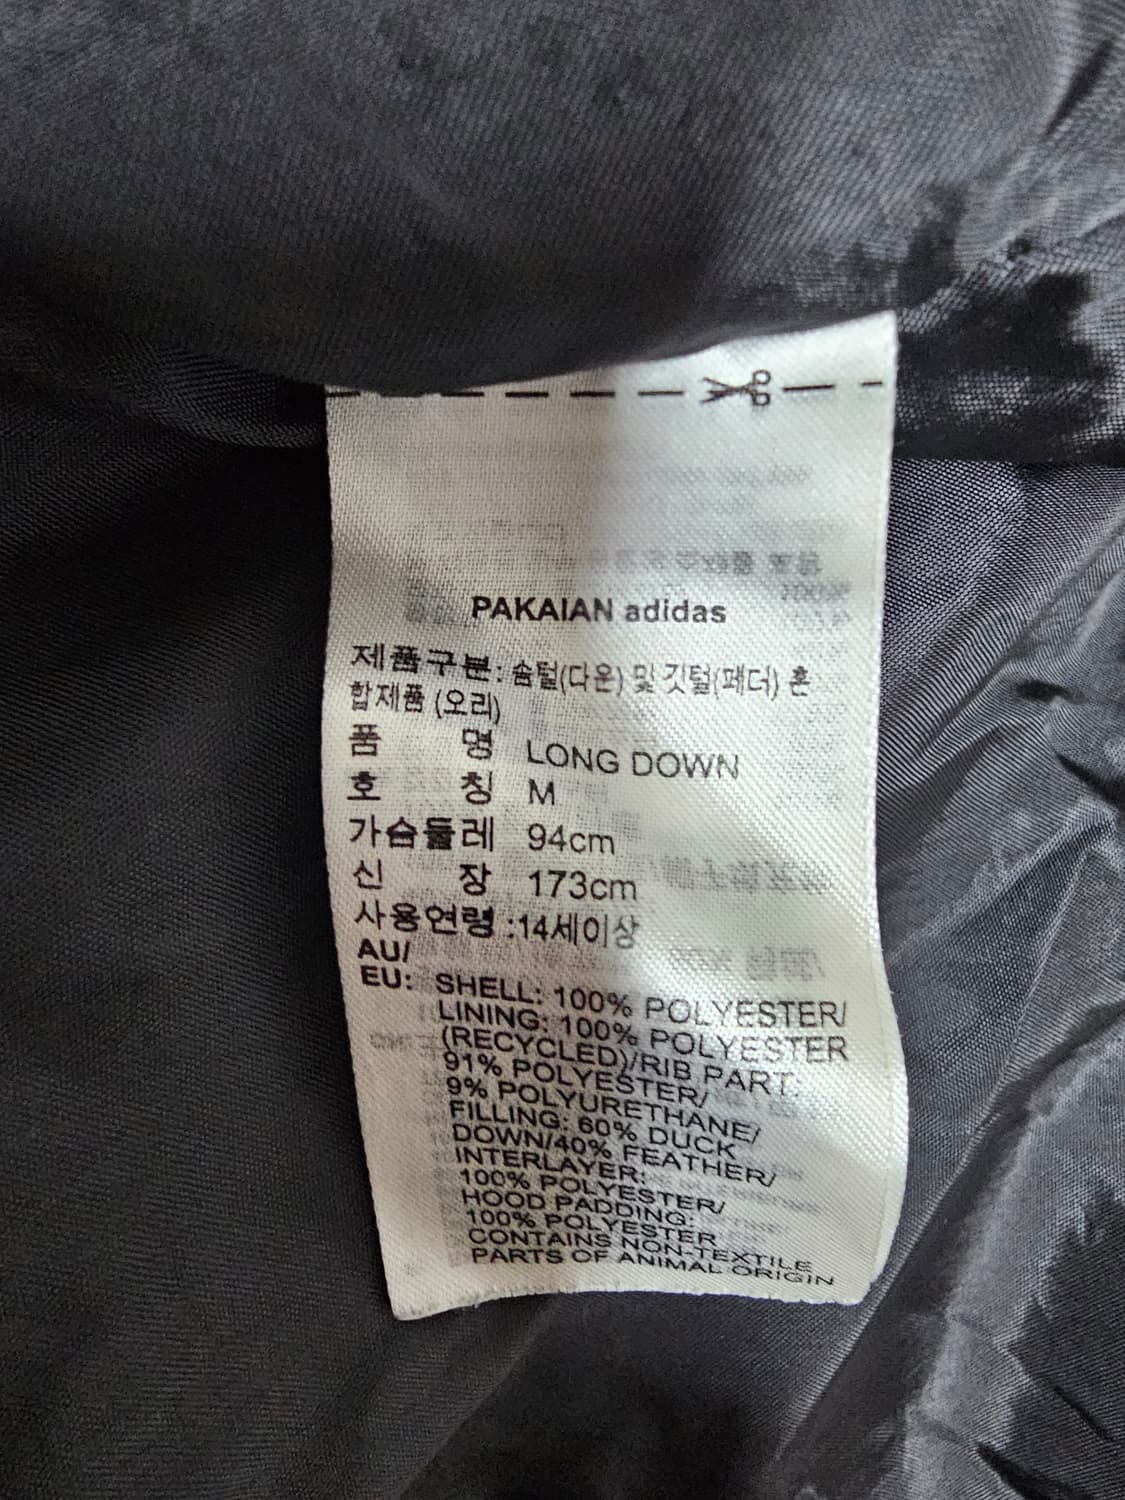 PAKAIAN adidas
제품구분: 솜털(다운) 및 깃털(페더) 혼
합제품 (오리)
품 명 LONG DOWN
호 칭 M
가슴둘레 94cm
신 장 173cm
사용연령 :14세이상
AU/
EU: SHELL: 100% POLYESTER/
LINING: 100% POLYESTER
(RECYCLED)/RIB PART:
91% POLYESTER/
9% POLYURETHANE/
FILLING: 60% DUCK
DOWN/40% FEATHER/
INTERLAYER:
100% POLYESTER/
HOOD PADDING:
100% POLYESTER
CONTAINS NON-TEXTILE
PARTS OF ANIMAL ORIGIN